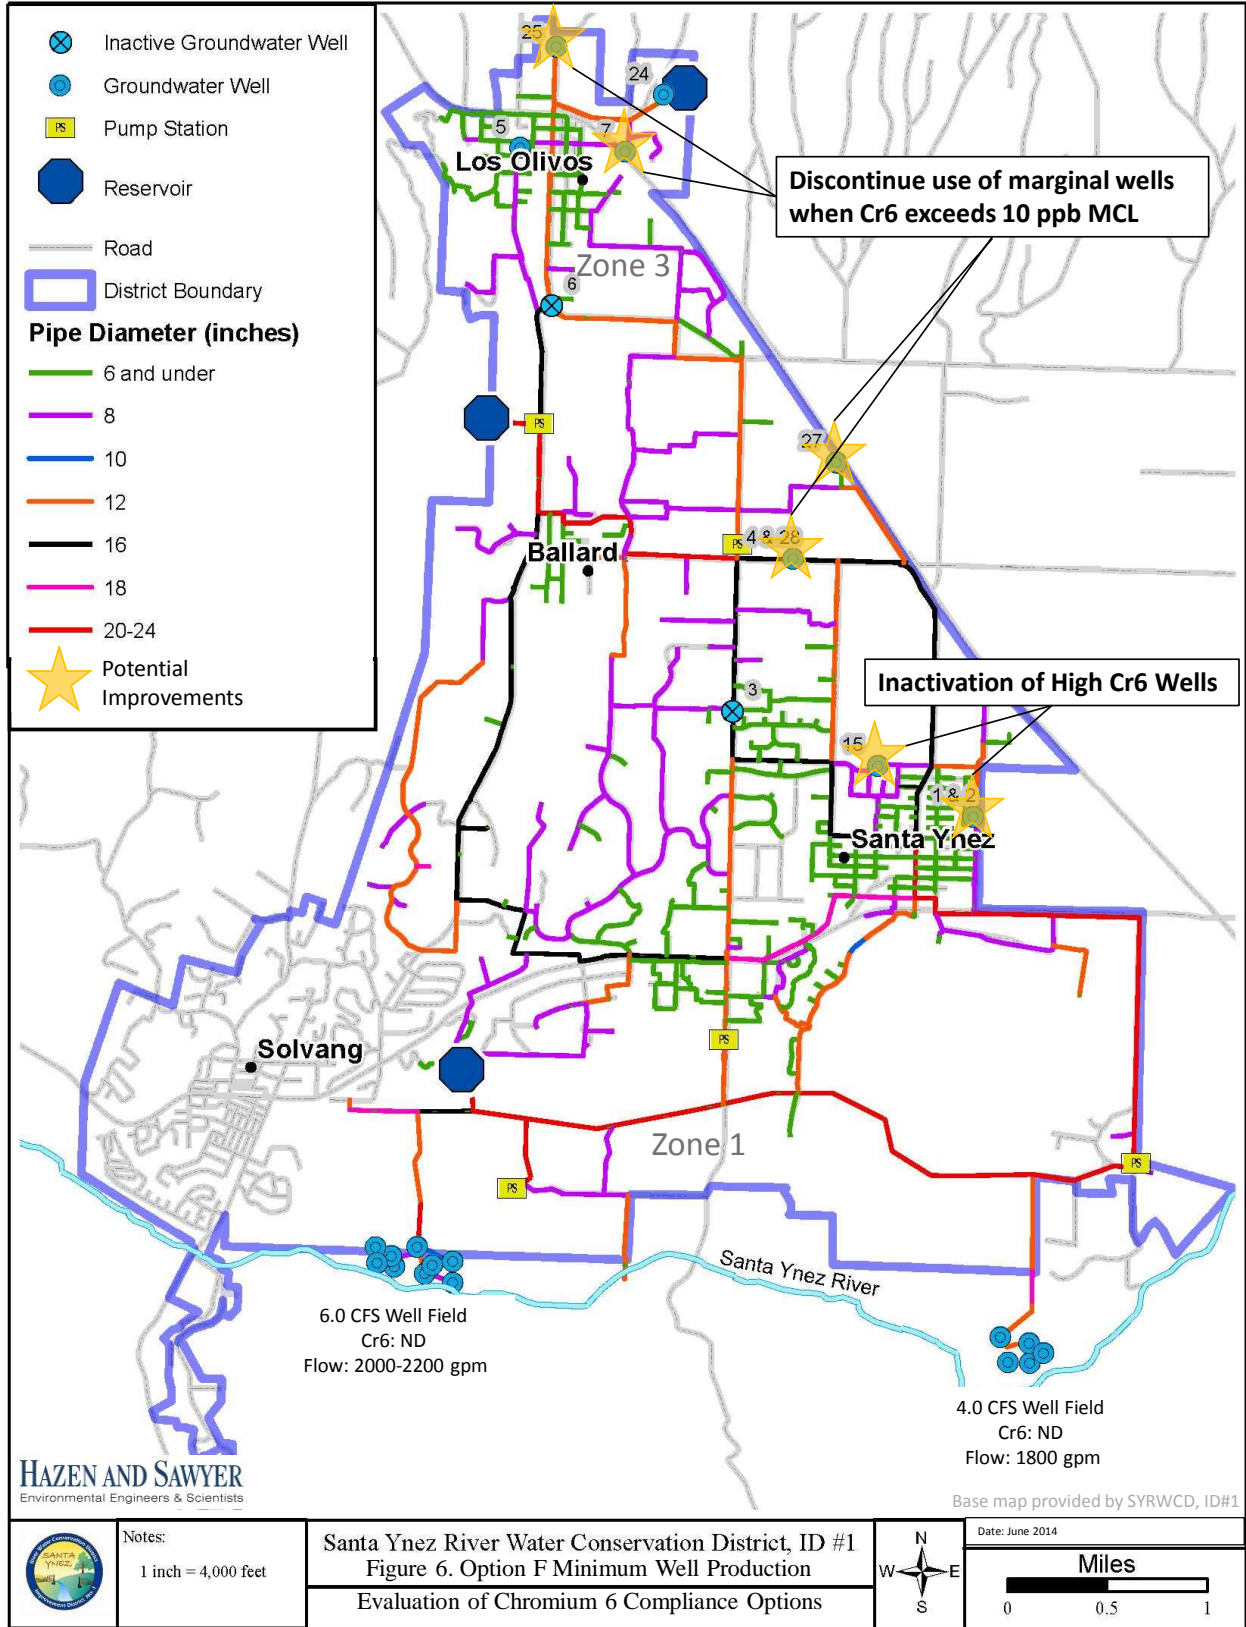 Inactive Groundwater Well
Groundwater Well
PS
Pump Station
Reservoir
Road
District Boundary
Pipe Diameter (inches)
6 and under
8
10
12
16
18
20-24
Potential
Improvements
25
24
5
7
Los Olivos
Discontinue use of marginal wells
when Cr6 exceeds 10 ppb MCL
Zone 3
6
PS
27
PS
4 & 28
Ballard
3
Inactivation of High Cr6 Wells
15
1 & 2
Santa Ynez
PS
Solvang
Zone 1
PS
PS
Santa Ynez River
6.0 CFS Well Field
Cr6: ND
Flow: 2000-2200 gpm
4.0 CFS Well Field
Cr6: ND
Flow: 1800 gpm
HAZEN AND SAWYER
Environmental Engineers & Scientists
Base map provided by SYRWCD, ID#1
SANTA
YNEZ
Notes:
1 inch = 4,000 feet
Santa Ynez River Water Conservation District, ID #1
Figure 6. Option F Minimum Well Production
Evaluation of Chromium 6 Compliance Options
N
W E
S
Date: June 2014
Miles
0 0.5 1